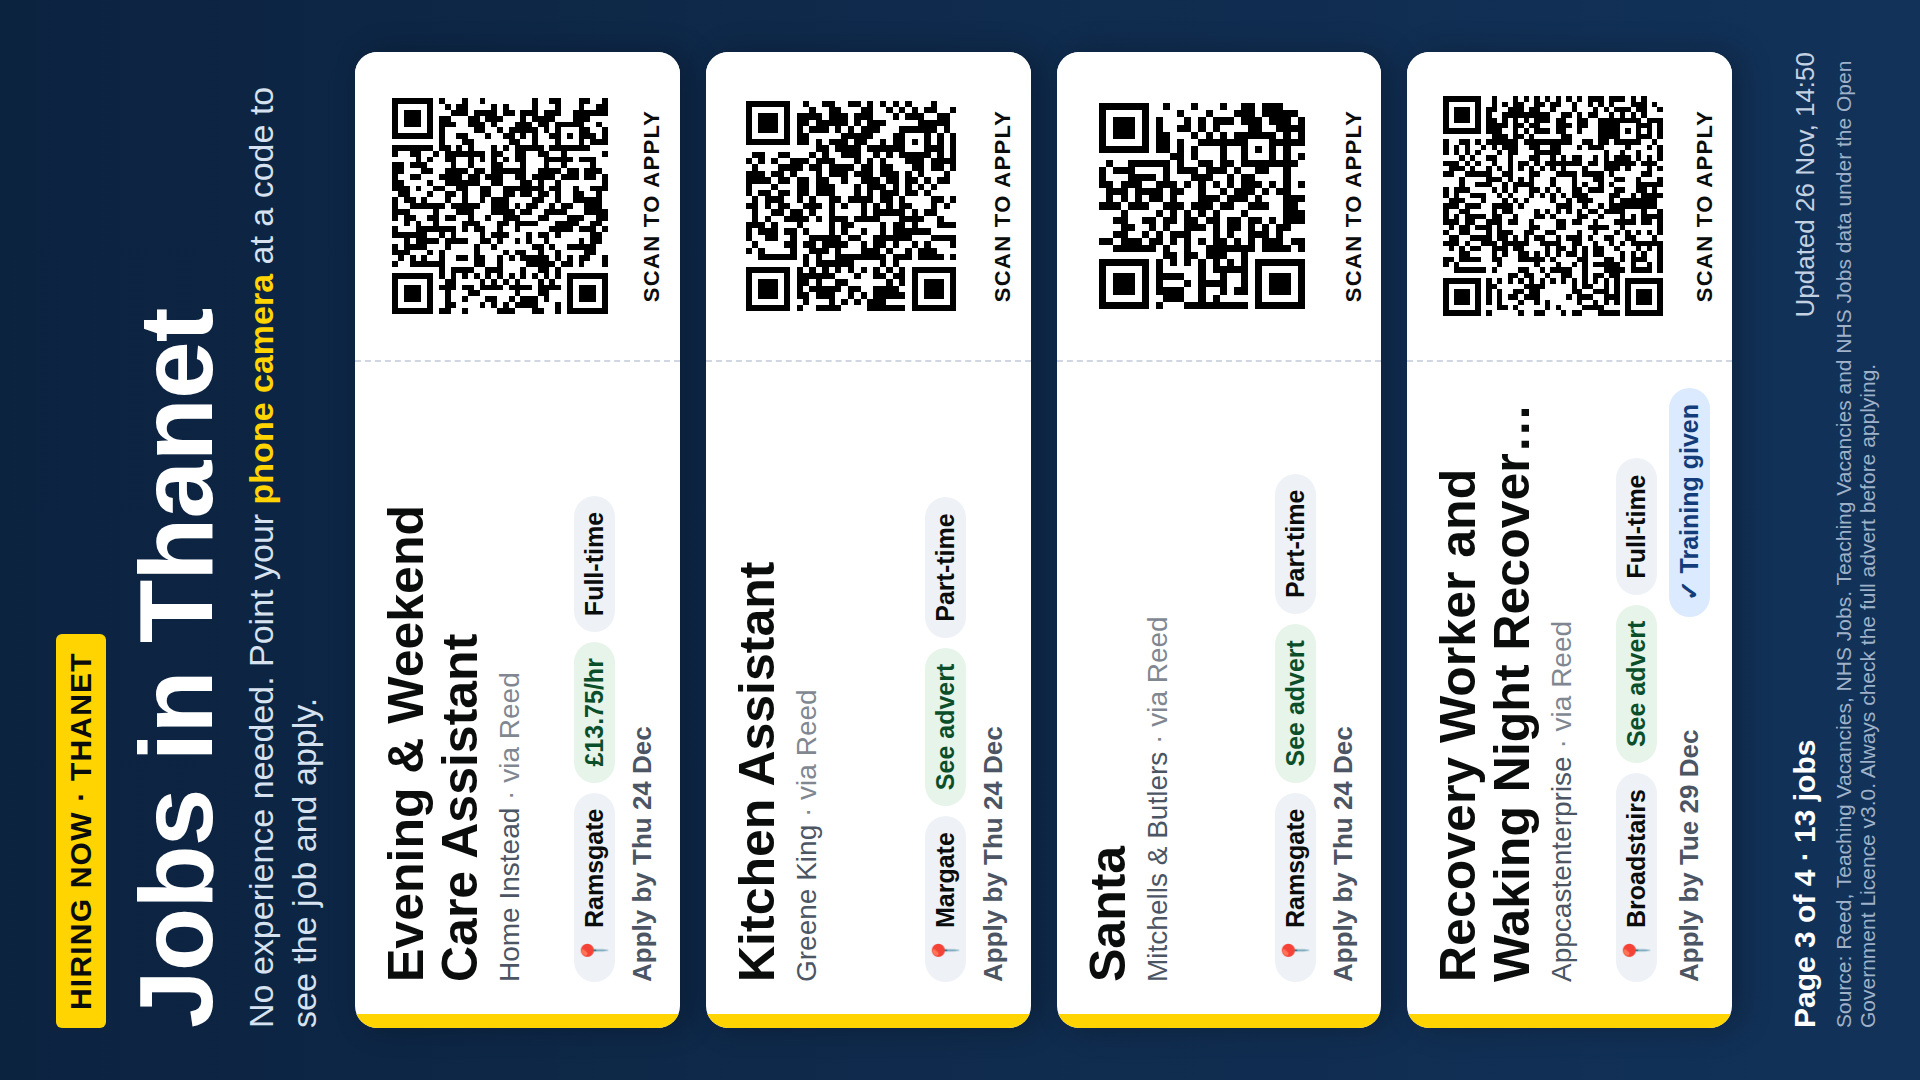 HIRING NOW · THANET
Jobs in Thanet
No experience needed. Point your phone camera at a code to
see the job and apply.
Evening & Weekend
Care Assistant
Home Instead · via Reed
Ramsgate
£13.75/hr
Full-time
Apply by Thu 24 Dec
SCAN TO APPLY
Kitchen Assistant
Greene King · via Reed
Margate
See advert
Part-time
Apply by Thu 24 Dec
SCAN TO APPLY
Santa
Mitchells & Butlers · via Reed
Ramsgate
See advert
Part-time
Apply by Thu 24 Dec
SCAN TO APPLY
Recovery Worker and
Waking Night Recover…
Appcastenterprise · via Reed
Broadstairs
See advert
Full-time
✓ Training given
Apply by Tue 29 Dec
SCAN TO APPLY
Page 3 of 4 · 13 jobs
Updated 26 Nov, 14:50
Source: Reed, Teaching Vacancies, NHS Jobs. Teaching Vacancies and NHS Jobs data under the Open
Government Licence v3.0. Always check the full advert before applying.